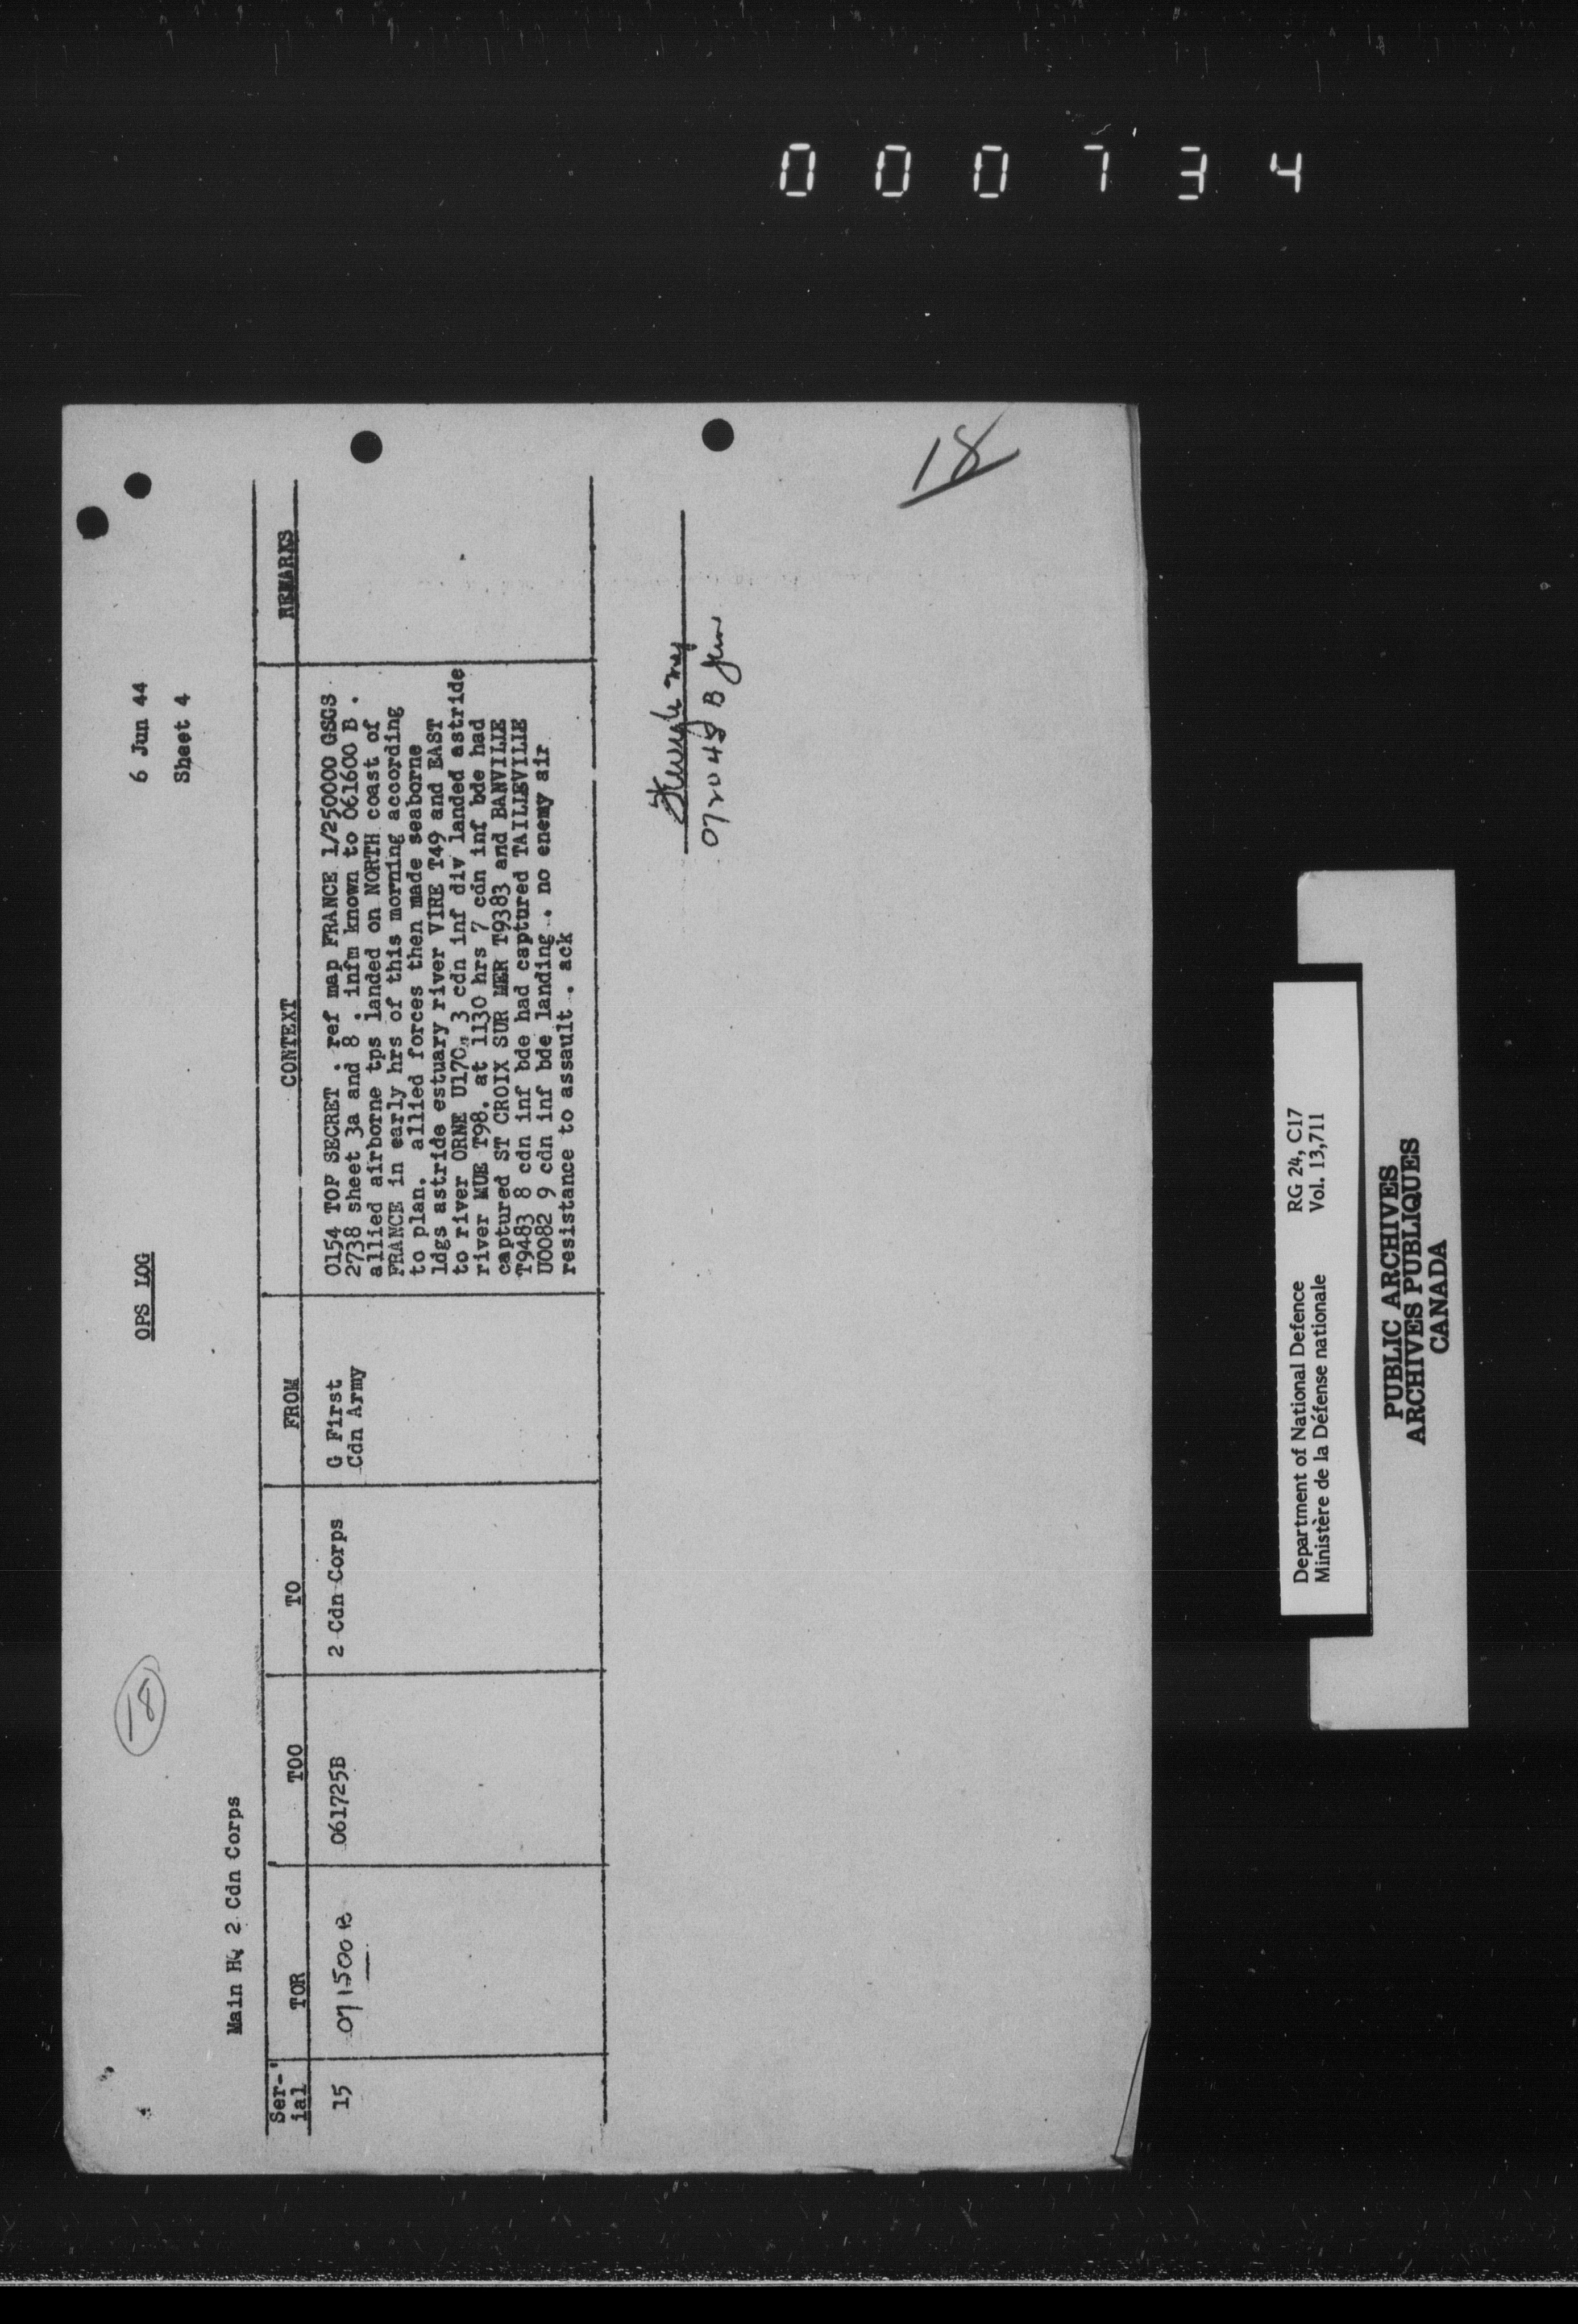 000734
18
OPS LOG
6 Jun 44
Sheet 4
Main HQ 2 Cdn Corps
Ser-
ial
TOR
TOO
TO
FROM
CONTEXT
REMARKS
15
071500 B
061725B
2 Cdn Corps
G First
Cdn Army
0154 TOP SECRET . ref map FRANCE 1/250000 GSGS
2738 sheet 3a and 8 . infm known to 061600 B .
allied airborne tps landed on NORTH coast of
FRANCE in early hrs of this morning according
to plan. allied forces then made seaborne
ldgs astride estuary river VIRE T49 and EAST
to river ORNE U170. 3 cdn inf div landed astride
river MUE T98. at 1130 hrs 7 cdn inf bde had
captured ST CROIX SUR MER T9383 and BANVILLE
T9483 8 cdn inf bde had captured TAILLEVILLE
U0082 9 cdn inf bde landing . no enemy air
resistance to assault . ack
Maj
072048 B Jun
18
Department of National Defence RG 24, C17
Ministère de la Défense nationale Vol. 13,711
PUBLIC ARCHIVES
ARCHIVES PUBLIQUES
CANADA